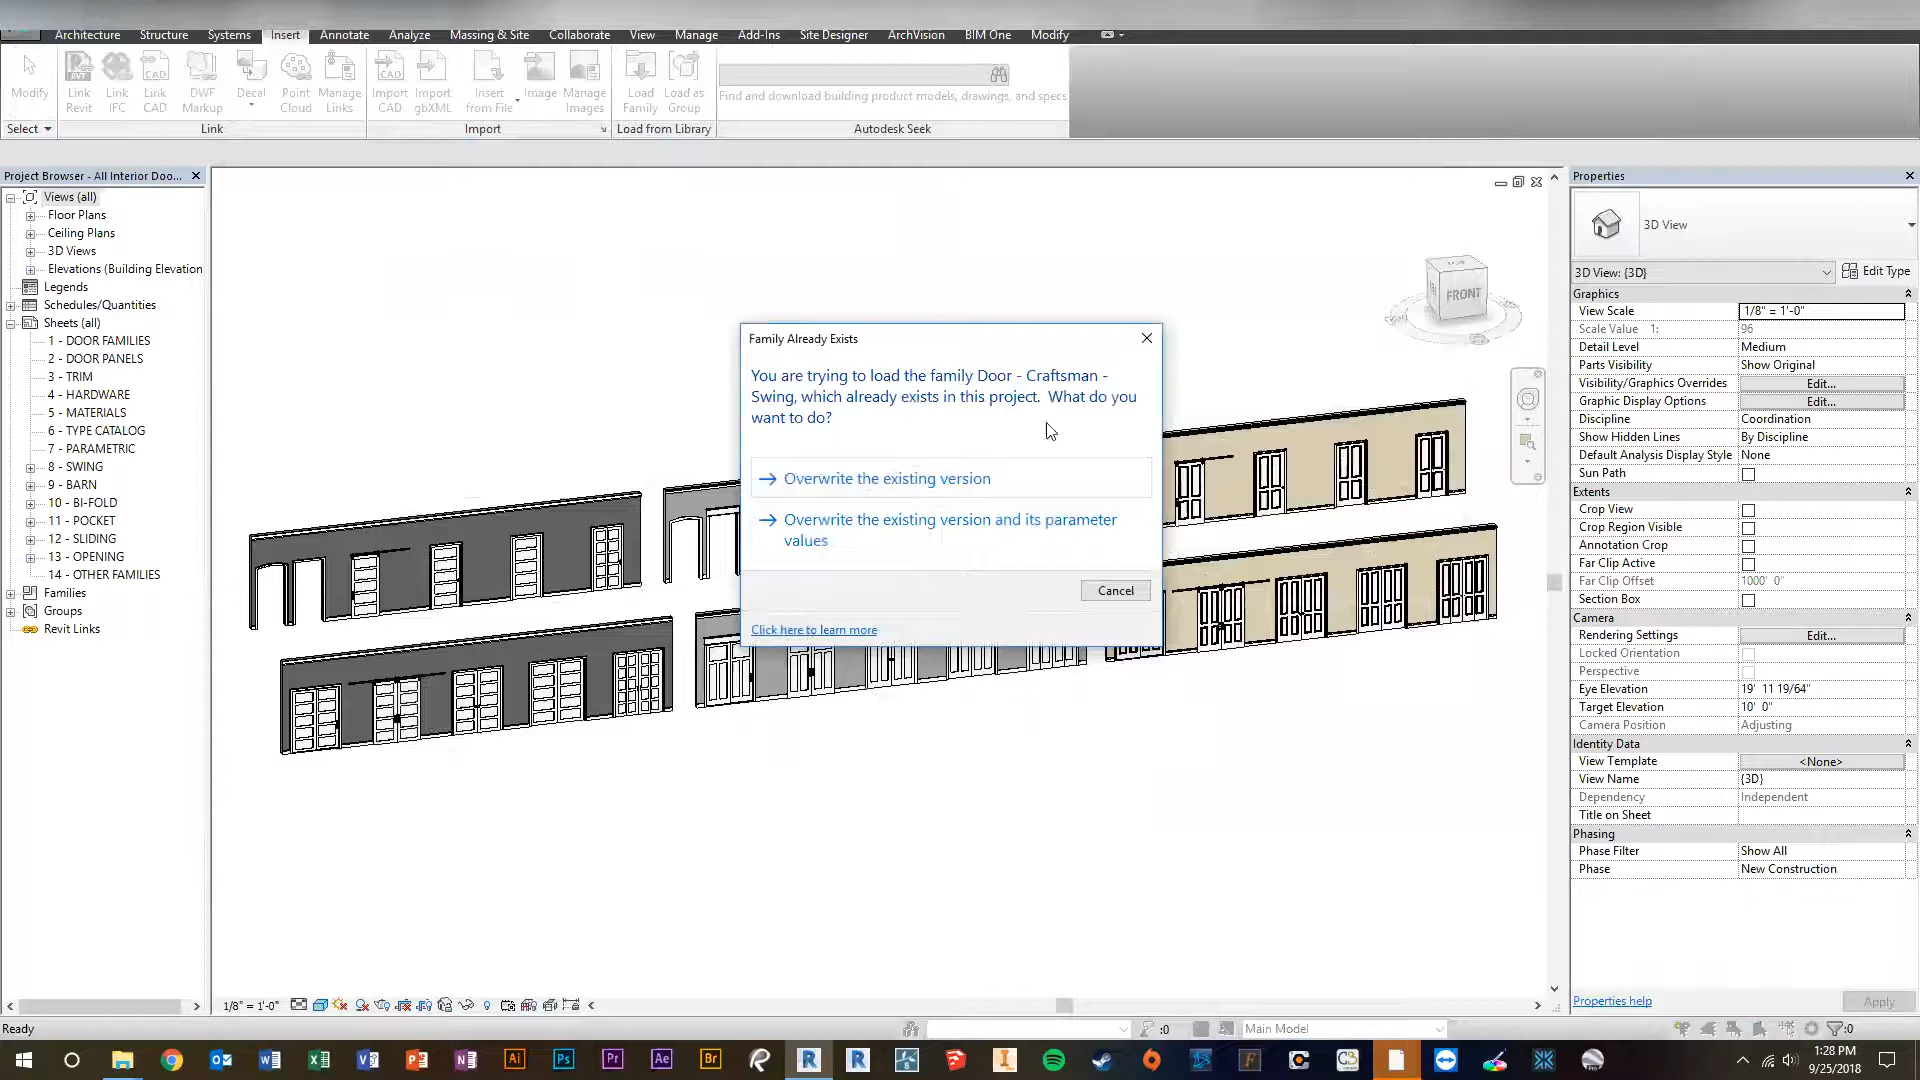 Architecture Structure Systems Insert Annotate Analyze Massing & Site Collaborate View Manage Add-Ins Site Designer ArchVision BIM One Modify
Modify
Link Revit
Link IFC
Link CAD
DWF Markup
Decal
Point Cloud
Manage Links
Import CAD
Import gbXML
Insert from File
Image
Manage Images
Load Family
Load as Group
Find and download building product models, drawings, and specs
Select
Link
Import
Load from Library
Autodesk Seek
Project Browser - All Interior Doo...
Views (all)
Floor Plans
Ceiling Plans
3D Views
Elevations (Building Elevation
Legends
Schedules/Quantities
Sheets (all)
1 - DOOR FAMILIES
2 - DOOR PANELS
3 - TRIM
4 - HARDWARE
5 - MATERIALS
6 - TYPE CATALOG
7 - PARAMETRIC
8 - SWING
9 - BARN
10 - BI-FOLD
11 - POCKET
12 - SLIDING
13 - OPENING
14 - OTHER FAMILIES
Families
Groups
Revit Links
FRONT
Family Already Exists
You are trying to load the family Door - Craftsman -
Swing, which already exists in this project. What do you
want to do?
Overwrite the existing version
Overwrite the existing version and its parameter
values
Cancel
Click here to learn more
Properties
3D View
3D View: {3D}
Edit Type
Graphics
View Scale 1/8" = 1'-0"
Scale Value 1: 96
Detail Level Medium
Parts Visibility Show Original
Visibility/Graphics Overrides Edit...
Graphic Display Options Edit...
Discipline Coordination
Show Hidden Lines By Discipline
Default Analysis Display Style None
Sun Path
Extents
Crop View
Crop Region Visible
Annotation Crop
Far Clip Active
Far Clip Offset 1000' 0"
Section Box
Camera
Rendering Settings Edit...
Locked Orientation
Perspective
Eye Elevation 19' 11 19/64"
Target Elevation 10' 0"
Camera Position Adjusting
Identity Data
View Template <None>
View Name {3D}
Dependency Independent
Title on Sheet
Phasing
Phase Filter Show All
Phase New Construction
Properties help
Apply
1/8" = 1'-0"
Ready
:0
Main Model
:0
1:28 PM
9/25/2018